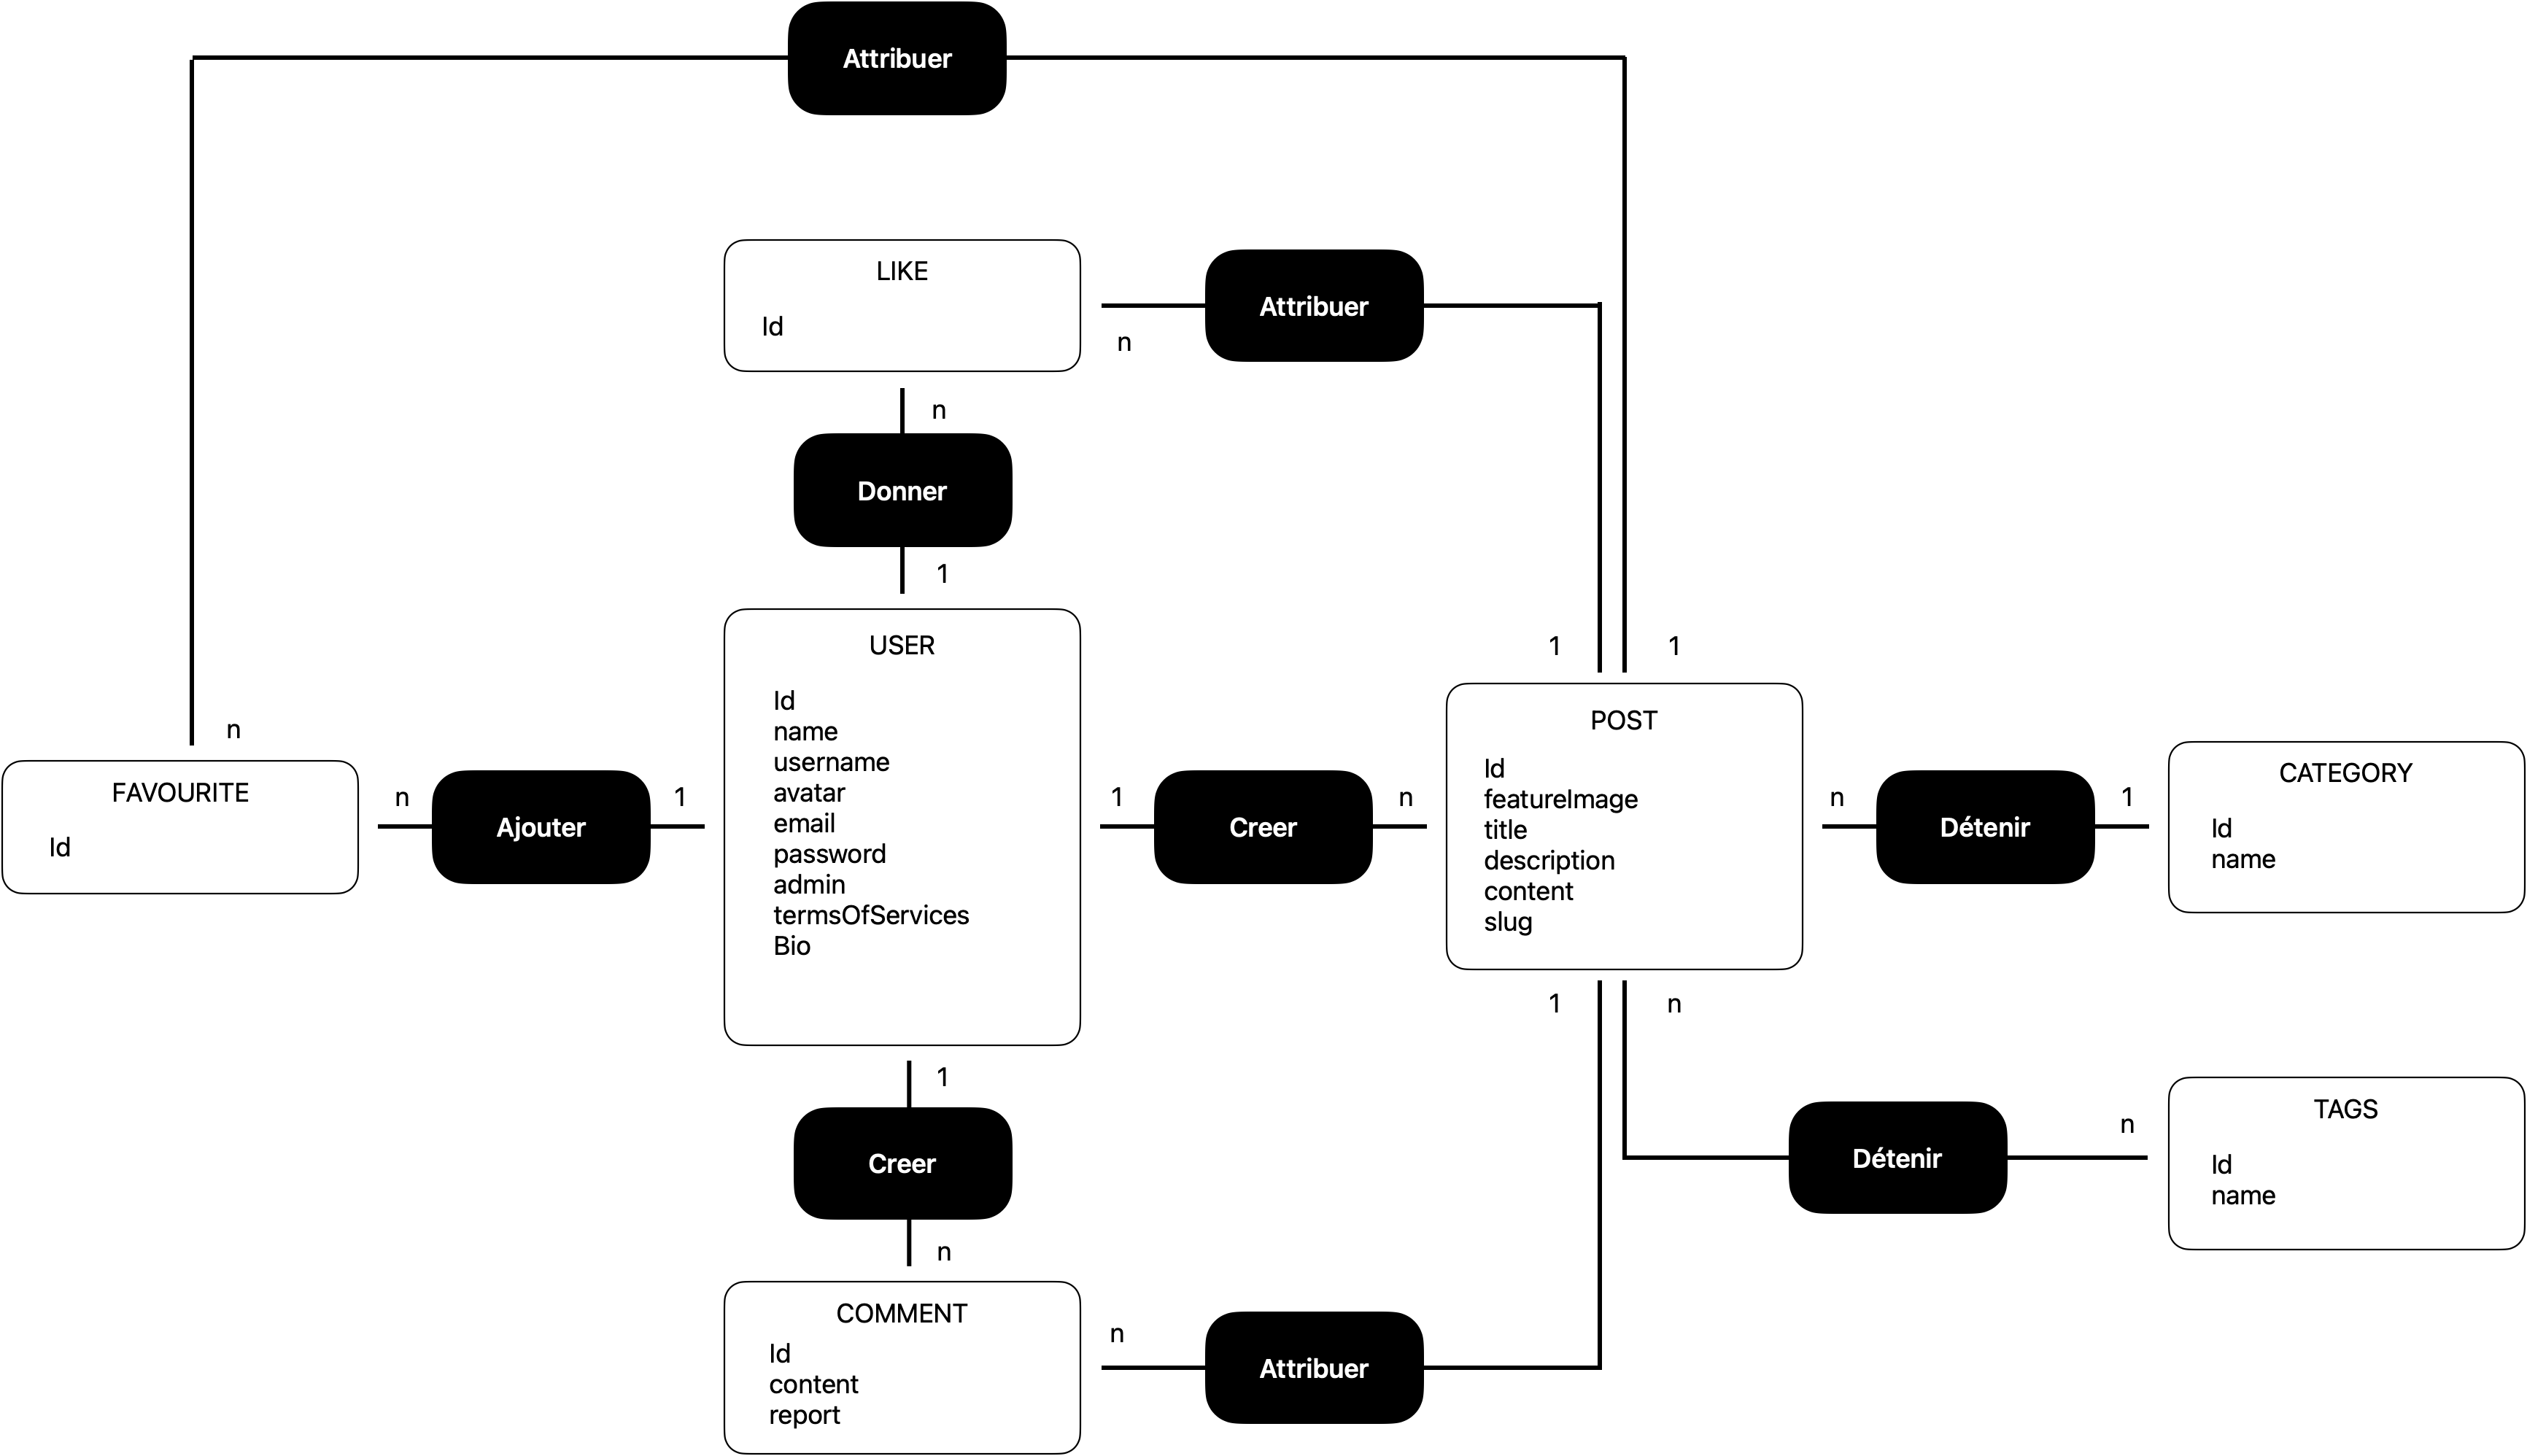 Attribuer
LIKE
Id
Attribuer
n
n
Donner
1
USER
Id
name
username
avatar
email
password
admin
termsOfServices
Bio
1
1
n
FAVOURITE
Id
n
Ajouter
1
1
Creer
n
POST
Id
featureImage
title
description
content
slug
n
Détenir
1
CATEGORY
Id
name
1
n
1
Creer
n
n
Détenir
TAGS
Id
name
COMMENT
Id
content
report
n
Attribuer